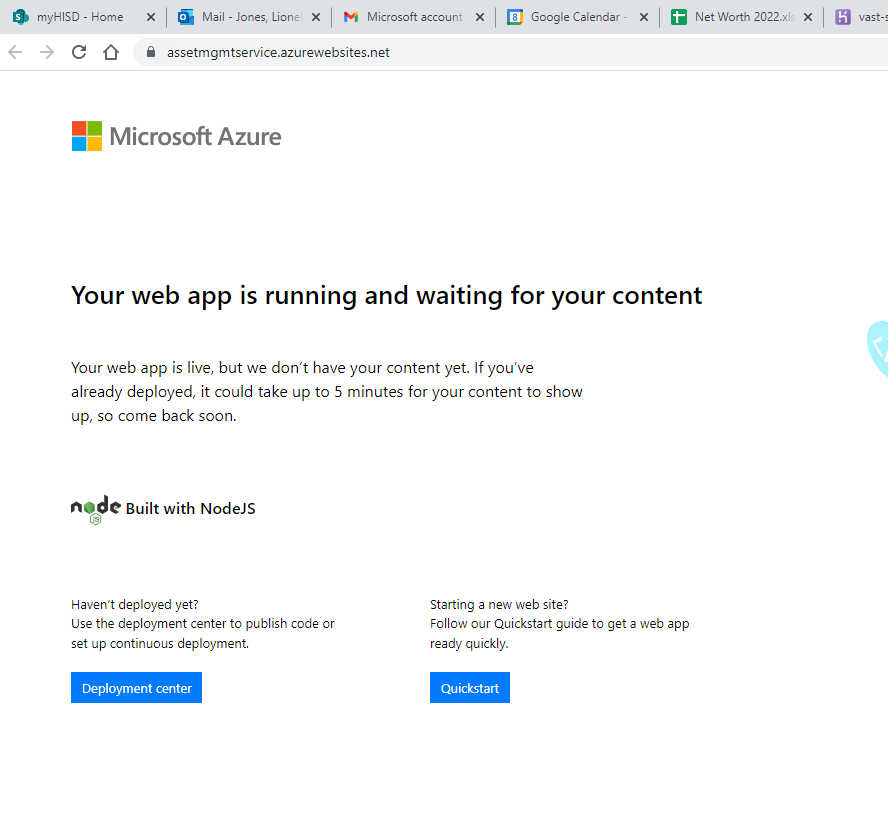 myHISD - Home
Mail - Jones, Lionel
Microsoft account
Google Calendar -
Net Worth 2022.xls
vast-s
assetmgmtservice.azurewebsites.net
Microsoft Azure
Your web app is running and waiting for your content
Your web app is live, but we don't have your content yet. If you've
already deployed, it could take up to 5 minutes for your content to show
up, so come back soon.
node
JS
Built with NodeJS
Haven't deployed yet?
Use the deployment center to publish code or
set up continuous deployment.
Deployment center
Starting a new web site?
Follow our Quickstart guide to get a web app
ready quickly.
Quickstart